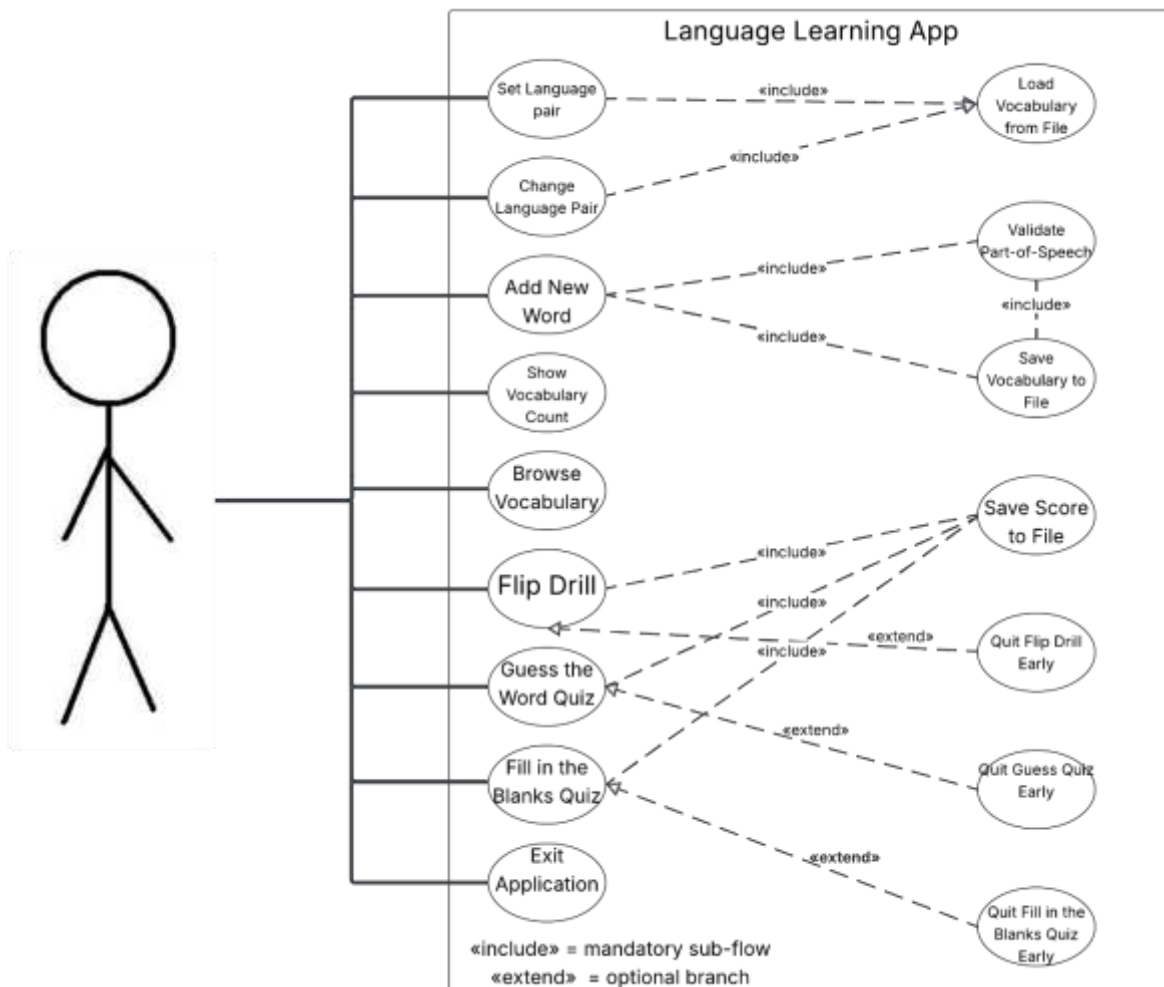 Language Learning App
Set Language
pair
«include»
Load
Vocabulary
from File
«include»
Change
Language Pair
Validate
Part-of-Speech
«include»
Add New
Word
«include»
«include»
Save
Vocabulary to
File
Show
Vocabulary
Count
Browse
Vocabulary
Save Score
to File
«include»
Flip Drill
«include»
«extend»
«include»
Quit Flip Drill
Early
Guess the
Word Quiz
«extend»
Quit Guess Quiz
Early
Fill in the
Blanks Quiz
«extend»
Exit
Application
Quit Fill in the
Blanks Quiz
Early
«include» = mandatory sub-flow
«extend» = optional branch